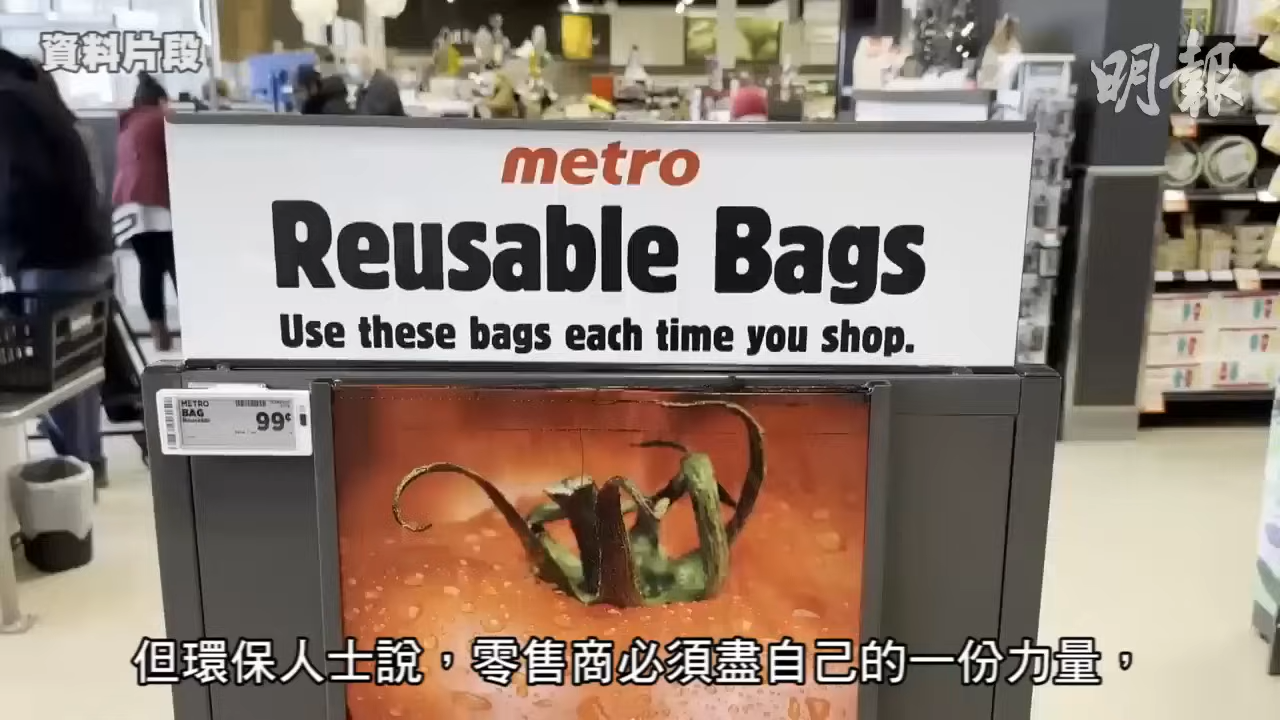 資料片段
明報
metro
Reusable Bags
Use these bags each time you shop.
METRO
BAG
99¢
但環保人士說，零售商必須盡自己的一份力量，